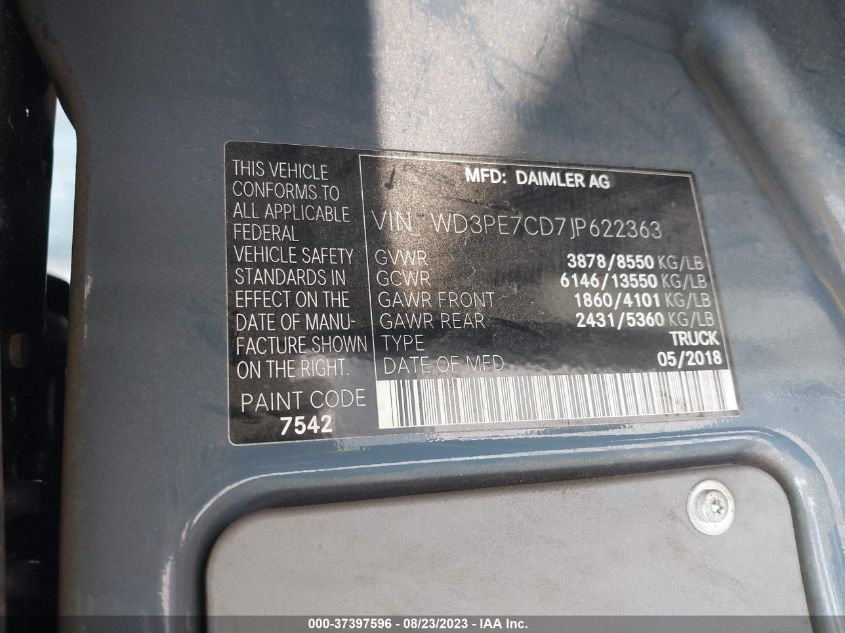 THIS VEHICLE
CONFORMS TO
ALL APPLICABLE
FEDERAL
VEHICLE SAFETY
STANDARDS IN
EFFECT ON THE
DATE OF MANU-
FACTURE SHOWN
ON THE RIGHT.
PAINT CODE
7542
MFD: DAIMLER AG
VIN WD3PE7CD7JP622363
GVWR 3878/8550 KG/LB
GCWR 6146/13550 KG/LB
GAWR FRONT 1860/4101 KG/LB
GAWR REAR 2431/5360 KG/LB
TYPE TRUCK
DATE OF MFD 05/2018
000-37397596 - 08/23/2023 - IAA Inc.